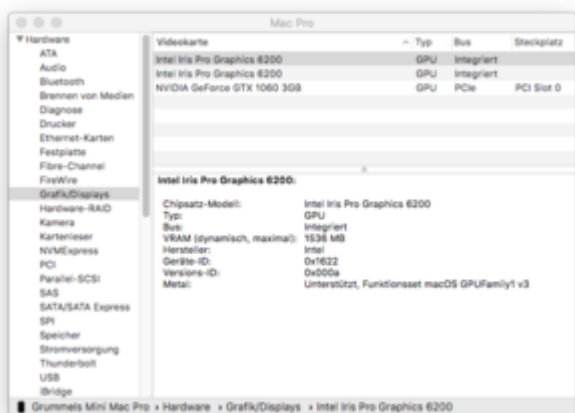 Mac Pro
Hardware
ATA
Audio
Bluetooth
Brennen von Medien
Diagnose
Drucker
Ethernet-Karten
Festplatte
Fibre-Channel
FireWire
Grafik/Displays
Hardware-RAID
Kamera
Kartenleser
NVMExpress
PCI
Parallel-SCSI
SAS
SATA/SATA Express
SPI
Speicher
Stromversorgung
Thunderbolt
USB
iBridge
Videokarte Typ Bus Steckplatz
Intel Iris Pro Graphics 6200 GPU Integriert
Intel Iris Pro Graphics 6200 GPU Integriert
NVIDIA GeForce GTX 1060 3GB GPU PCIe PCI Slot 0
Intel Iris Pro Graphics 6200:
Chipsatz-Modell: Intel Iris Pro Graphics 6200
Typ: GPU
Bus: Integriert
VRAM (dynamisch, maximal): 1536 MB
Hersteller: Intel
Geräte-ID: 0x1622
Versions-ID: 0x000a
Metal: Unterstützt, Funktionsset macOS GPUFamily1 v3
Grummels Mini Mac Pro › Hardware › Grafik/Displays › Intel Iris Pro Graphics 6200